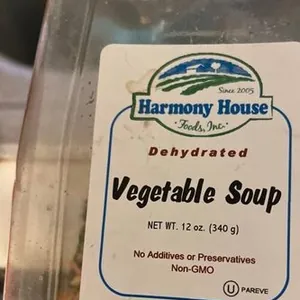 Since 2005
Harmony House
Foods, Inc.
Dehydrated
Vegetable Soup
NET WT. 12 oz. (340 g)
No Additives or Preservatives
Non-GMO
U PAREVE